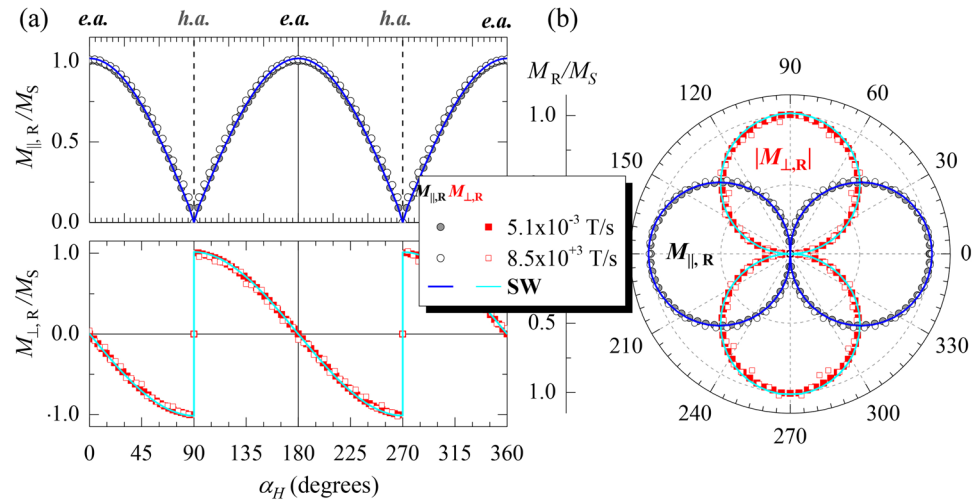 (a)
e.a. h.a. e.a. h.a. e.a.
1.0
0.5
0.0
M∥,R/MS
1.0
0.0
-1.0
M⊥,R/MS
0 45 90 135 180 225 270 315 360
αH (degrees)
MR/MS
1.0
0.5
1.0
M∥,R M⊥,R
5.1x10⁻³ T/s
8.5x10⁺³ T/s
SW
(b)
90
120 60
150 30
|M⊥,R|
M∥,R
0
210 330
240 300
270